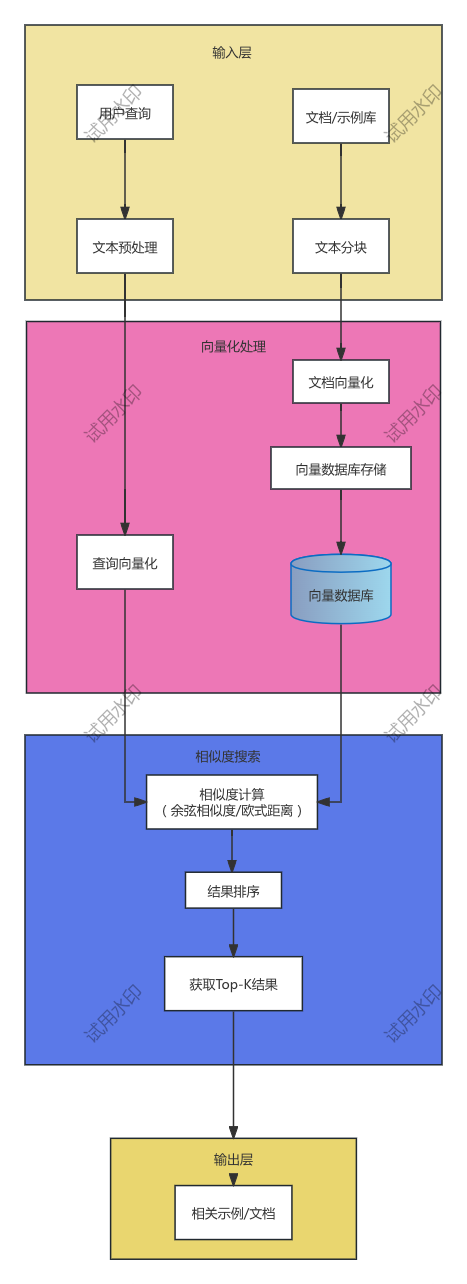 输入层
用户查询
文档/示例库
试用水印
试用水印
文本预处理
文本分块
向量化处理
文档向量化
试用水印
试用水印
向量数据库存储
查询向量化
向量数据库
试用水印
试用水印
相似度搜索
相似度计算
（余弦相似度/欧式距离）
结果排序
获取Top-K结果
试用水印
试用水印
输出层
相关示例/文档